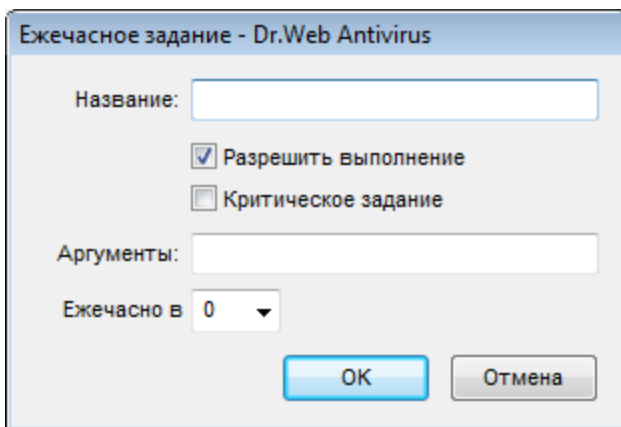 Ежечасное задание - Dr.Web Antivirus
Название:
Разрешить выполнение
Критическое задание
Аргументы:
Ежечасно в 0
OK Отмена